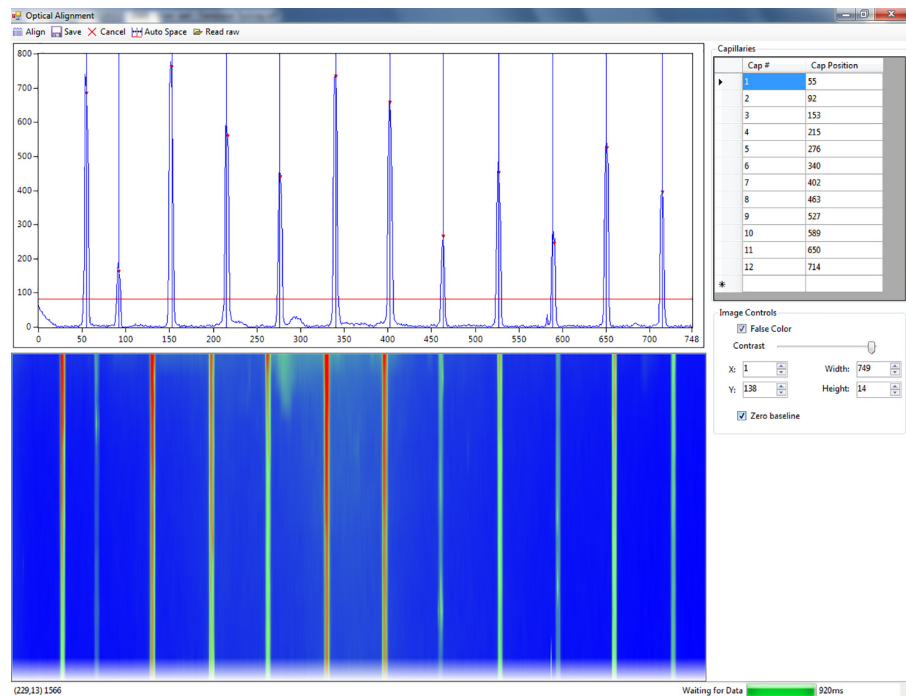 Optical Alignment
Align Save Cancel Auto Space Read raw
800
700
600
500
400
300
200
100
0
0 50 100 150 200 250 300 350 400 450 500 550 600 650 700 748
Capillaries
Cap # Cap Position
1 55
2 92
3 153
4 215
5 276
6 340
7 402
8 463
9 527
10 589
11 650
12 714
Image Controls
False Color
Contrast
X: 1 Width: 749
Y: 138 Height: 14
Zero baseline
(229,13) 1566
Waiting for Data 920ms